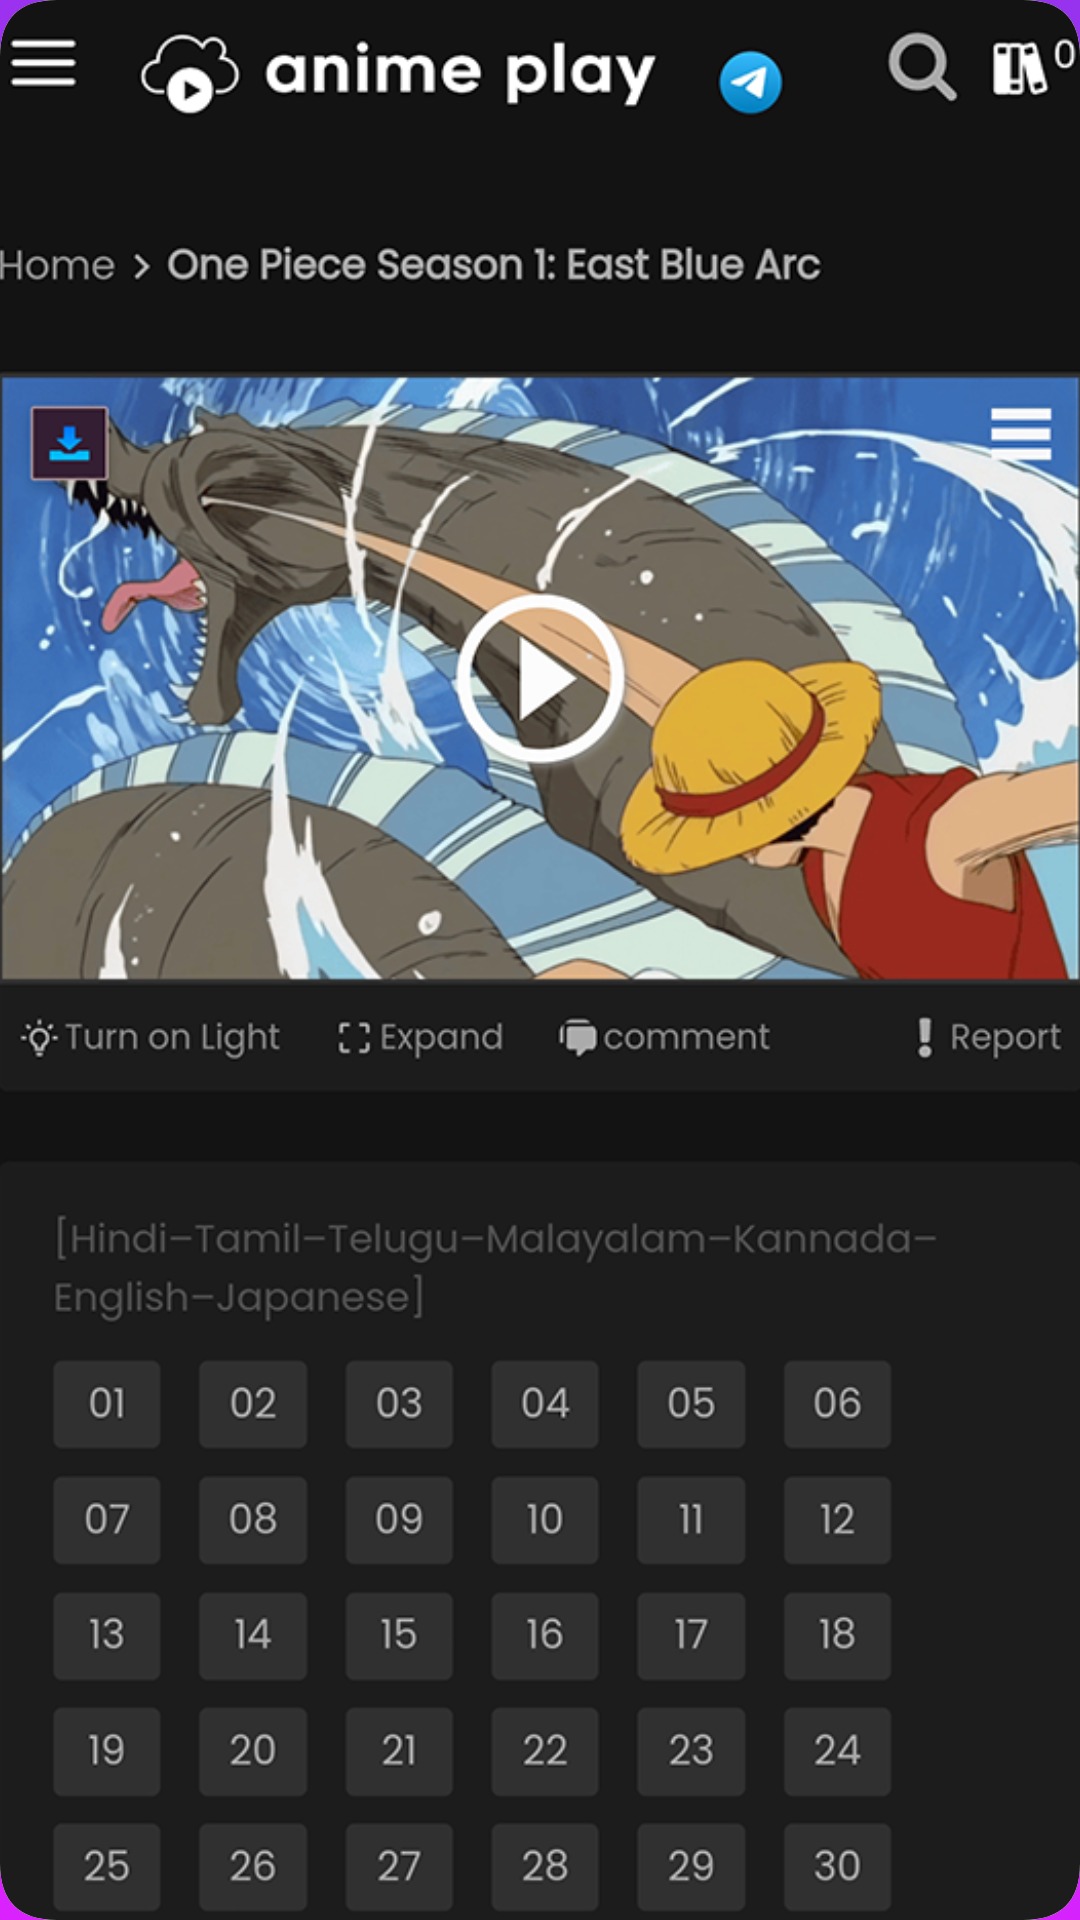 anime play
0
Home > One Piece Season 1: East Blue Arc
Turn on Light Expand comment Report
[Hindi–Tamil–Telugu–Malayalam–Kannada–
English–Japanese]
01 02 03 04 05 06
07 08 09 10 11 12
13 14 15 16 17 18
19 20 21 22 23 24
25 26 27 28 29 30